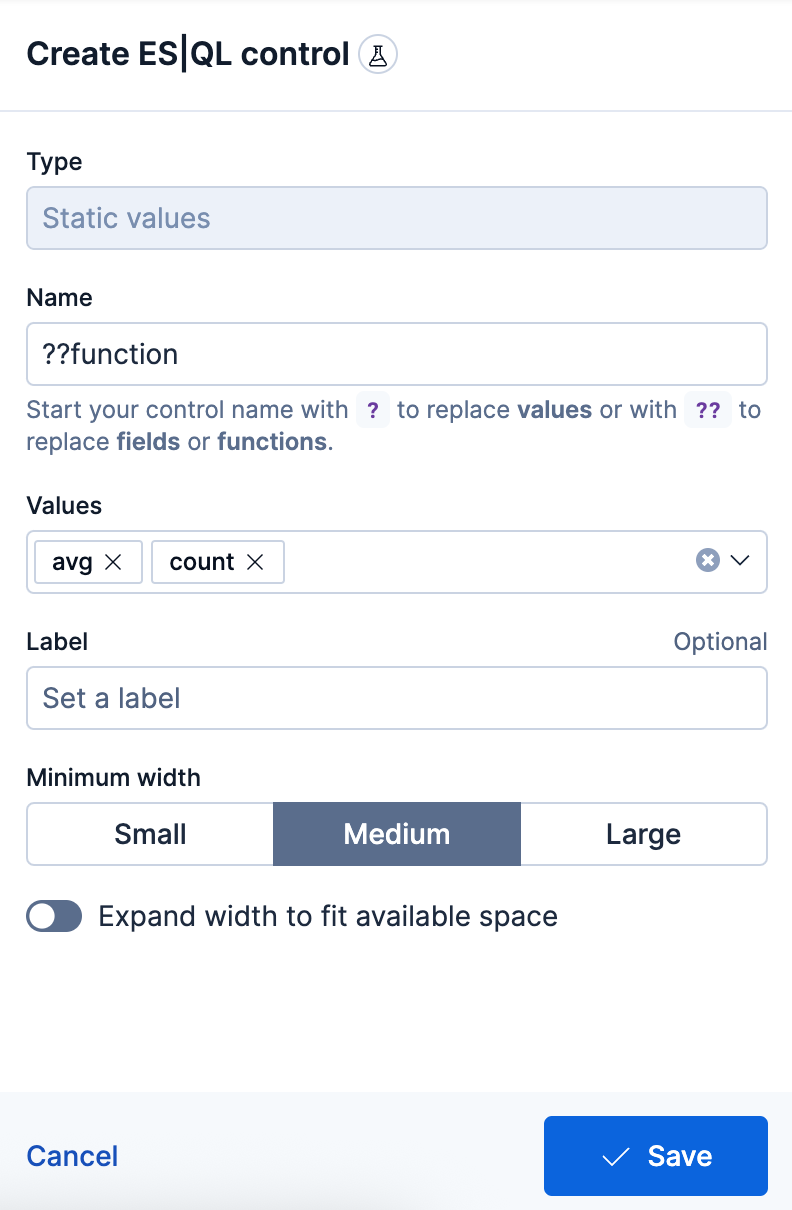 Create ES|QL control
Type
Static values
Name
??function
Start your control name with ? to replace values or with ?? to
replace fields or functions.
Values
avg count
Label Optional
Set a label
Minimum width
Small Medium Large
Expand width to fit available space
Cancel Save